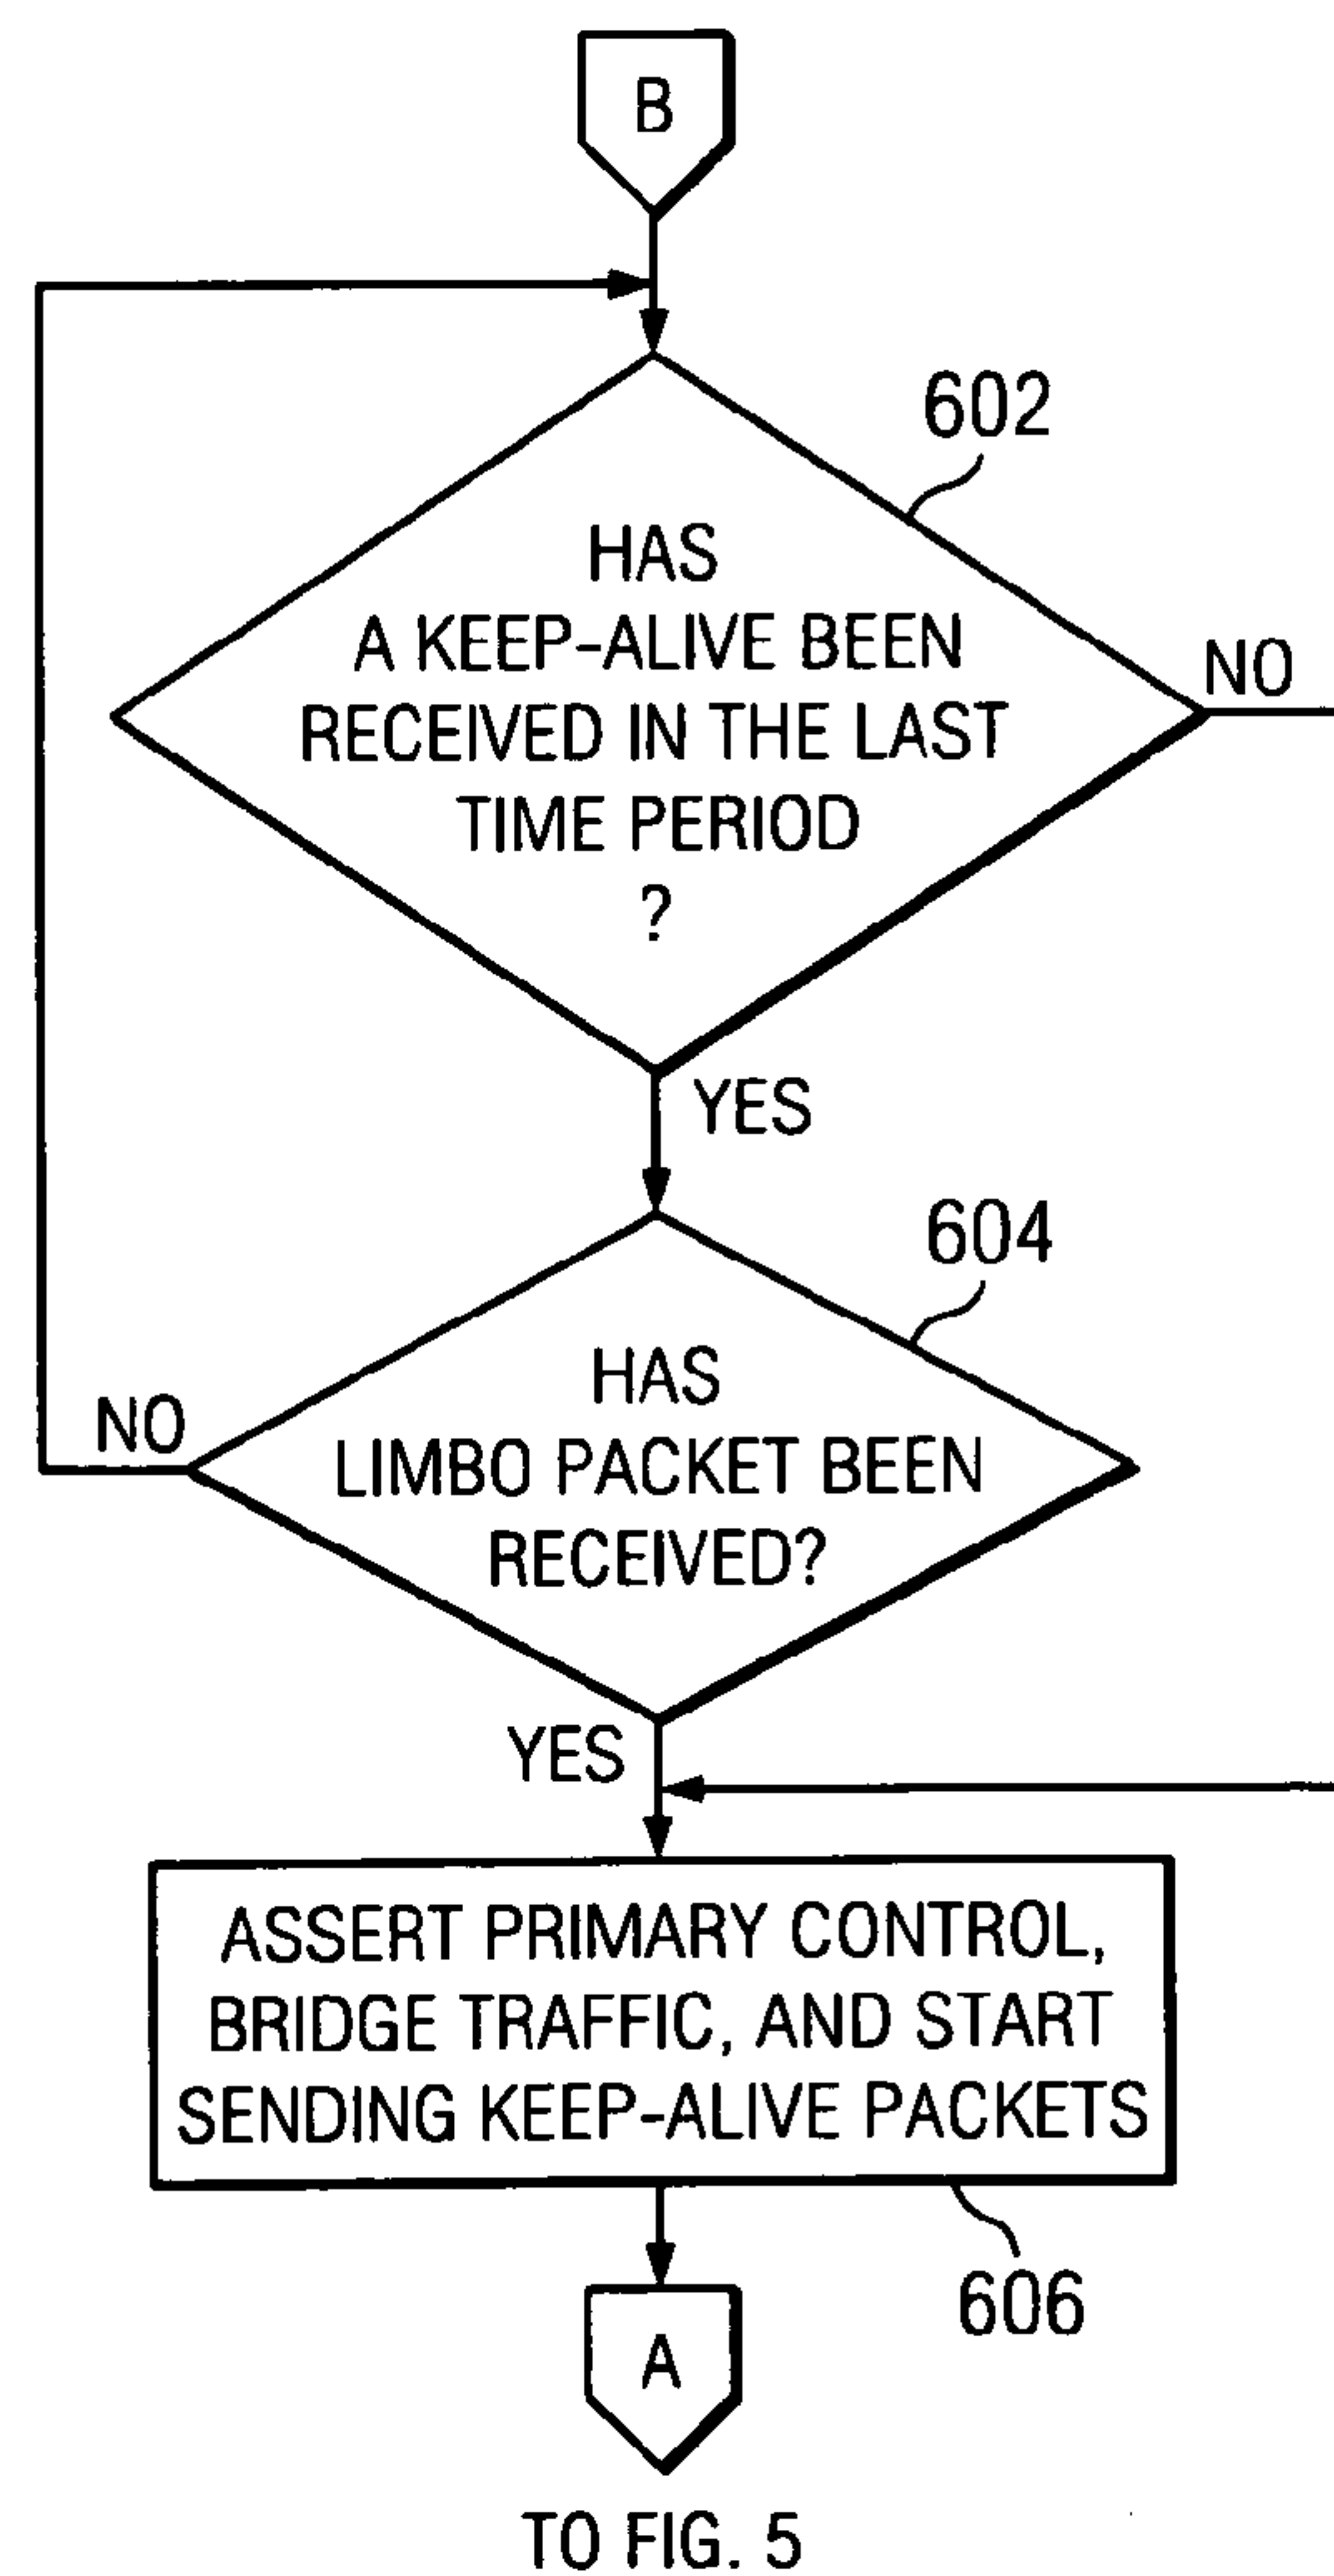 B
602
HAS
A KEEP-ALIVE BEEN
RECEIVED IN THE LAST
TIME PERIOD
?
NO
YES
604
HAS
LIMBO PACKET BEEN
RECEIVED?
NO
YES
ASSERT PRIMARY CONTROL,
BRIDGE TRAFFIC, AND START
SENDING KEEP-ALIVE PACKETS
606
A
TO FIG. 5